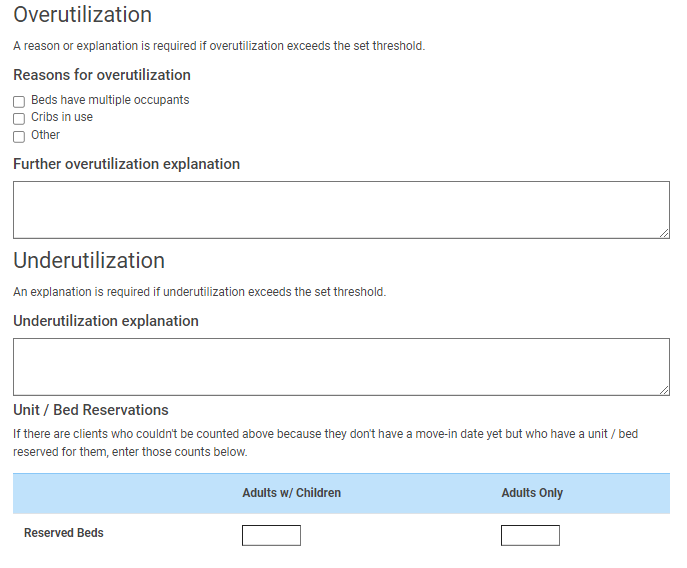 Overutilization
A reason or explanation is required if overutilization exceeds the set threshold.
Reasons for overutilization
Beds have multiple occupants
Cribs in use
Other
Further overutilization explanation
Underutilization
An explanation is required if underutilization exceeds the set threshold.
Underutilization explanation
Unit / Bed Reservations
If there are clients who couldn't be counted above because they don't have a move-in date yet but who have a unit / bed
reserved for them, enter those counts below.
Adults w/ Children Adults Only
Reserved Beds